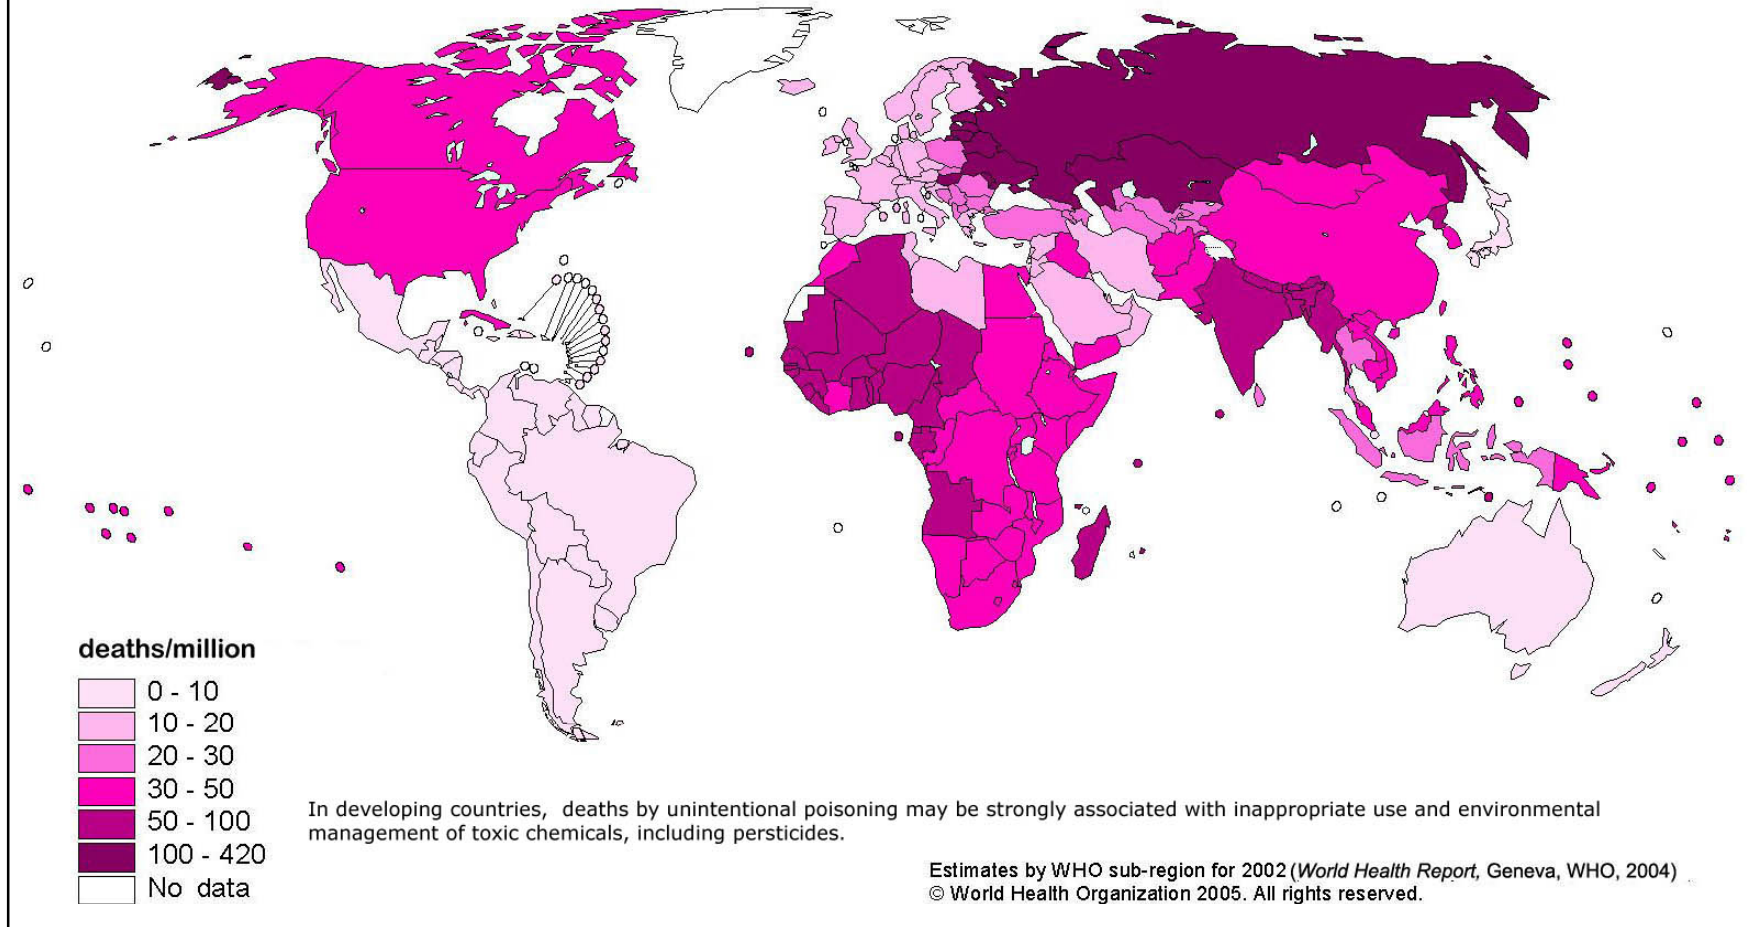 deaths/million
0 - 10
10 - 20
20 - 30
30 - 50
50 - 100
100 - 420
No data
In developing countries, deaths by unintentional poisoning may be strongly associated with inappropriate use and environmental
management of toxic chemicals, including persticides.
Estimates by WHO sub-region for 2002 (World Health Report, Geneva, WHO, 2004)
© World Health Organization 2005. All rights reserved.